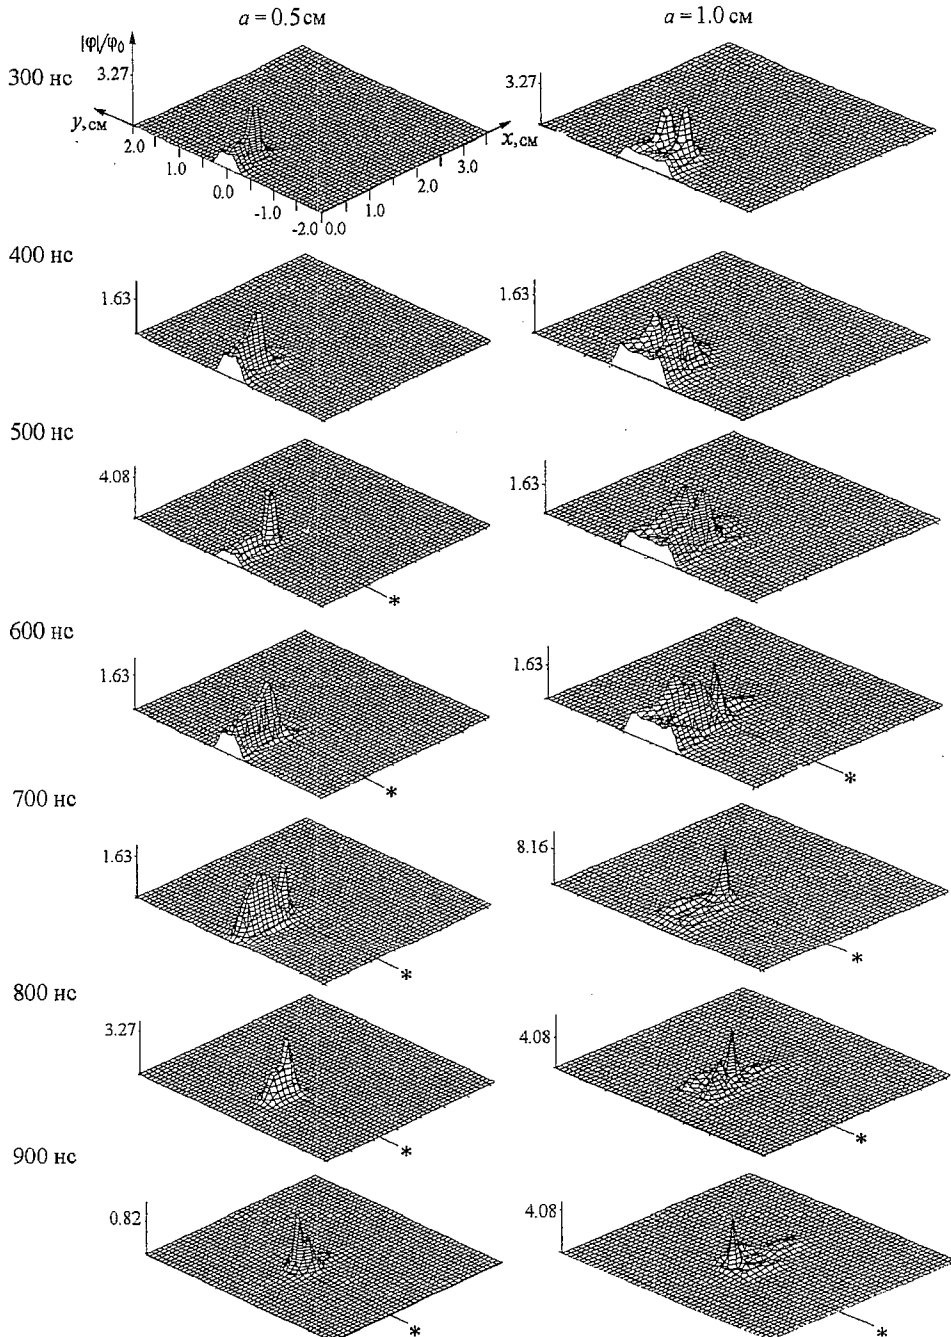 a = 0.5 см
a = 1.0 см
|φ|/φ₀
300 нс
3.27
3.27
y, см
x, см
2.0
1.0
0.0
-1.0
-2.0
0.0
1.0
2.0
3.0
400 нс
1.63
1.63
500 нс
4.08
1.63
*
600 нс
1.63
1.63
*
*
700 нс
1.63
8.16
*
*
800 нс
3.27
4.08
*
*
900 нс
0.82
4.08
*
*